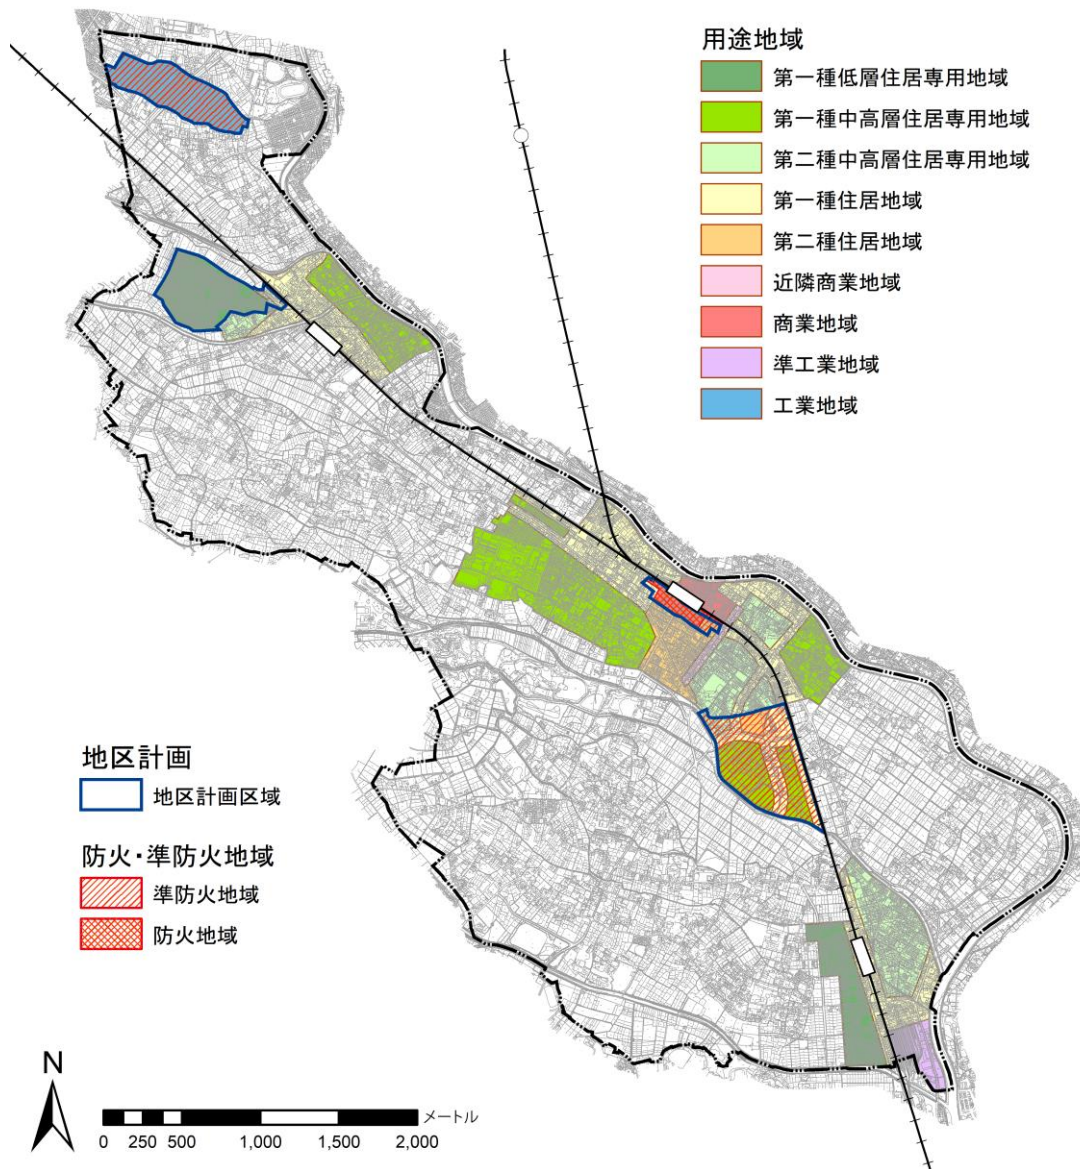 用途地域
第一種低層住居専用地域
第一種中高層住居専用地域
第二種中高層住居専用地域
第一種住居地域
第二種住居地域
近隣商業地域
商業地域
準工業地域
工業地域
地区計画
地区計画区域
防火・準防火地域
準防火地域
防火地域
N
メートル
0 250 500 1,000 1,500 2,000